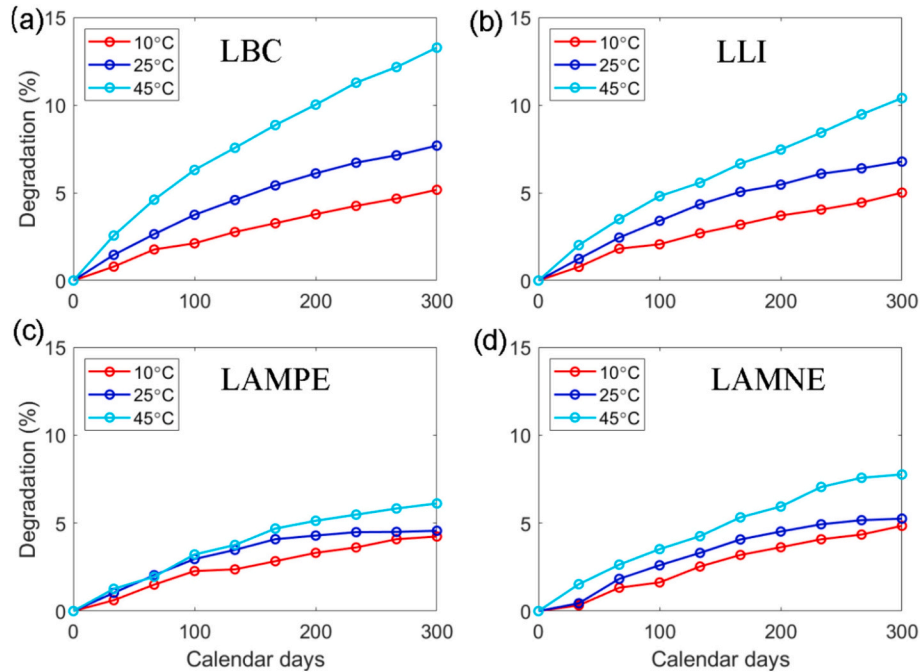 (a)
15
10
5
0
Degradation (%)
10°C
25°C
45°C
LBC
0 100 200 300
(b)
15
10
5
0
10°C
25°C
45°C
LLI
0 100 200 300
(c)
15
10
5
0
Degradation (%)
10°C
25°C
45°C
LAMPE
0 100 200 300
Calendar days
(d)
15
10
5
0
10°C
25°C
45°C
LAMNE
0 100 200 300
Calendar days